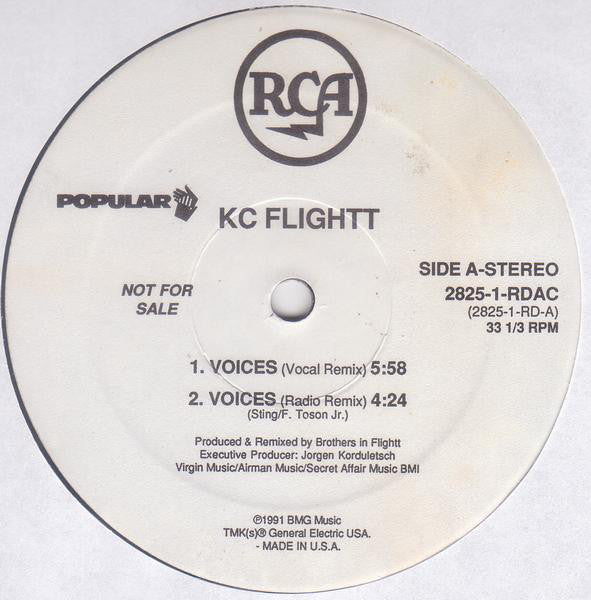 RCA
POPULAR
KC FLIGHTT
NOT FOR
SALE
SIDE A-STEREO
2825-1-RDAC
(2825-1-RD-A)
33 1/3 RPM
1. VOICES (Vocal Remix) 5:58
2. VOICES (Radio Remix) 4:24
(Sting/F. Toson Jr.)
Produced & Remixed by Brothers in Flightt
Executive Producer: Jorgen Korduletsch
Virgin Music/Airman Music/Secret Affair Music BMI
℗1991 BMG Music
TMK(s)® General Electric USA.
- MADE IN U.S.A.